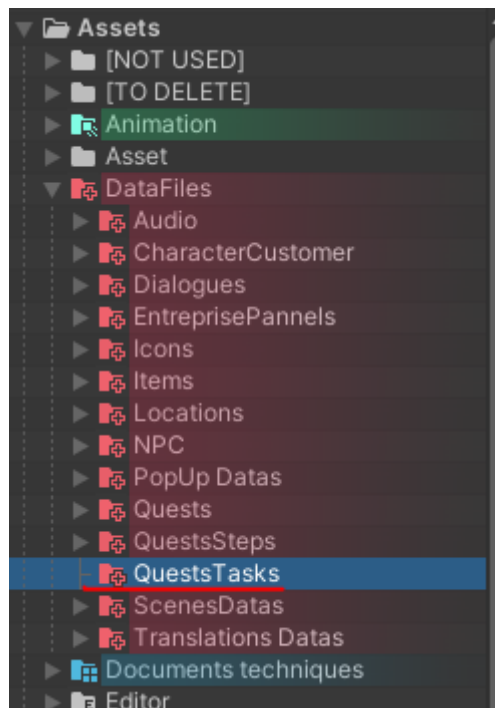 Assets
[NOT USED]
[TO DELETE]
Animation
Asset
DataFiles
Audio
CharacterCustomer
Dialogues
EntreprisePannels
Icons
Items
Locations
NPC
PopUp Datas
Quests
QuestsSteps
QuestsTasks
ScenesDatas
Translations Datas
Documents techniques
Editor